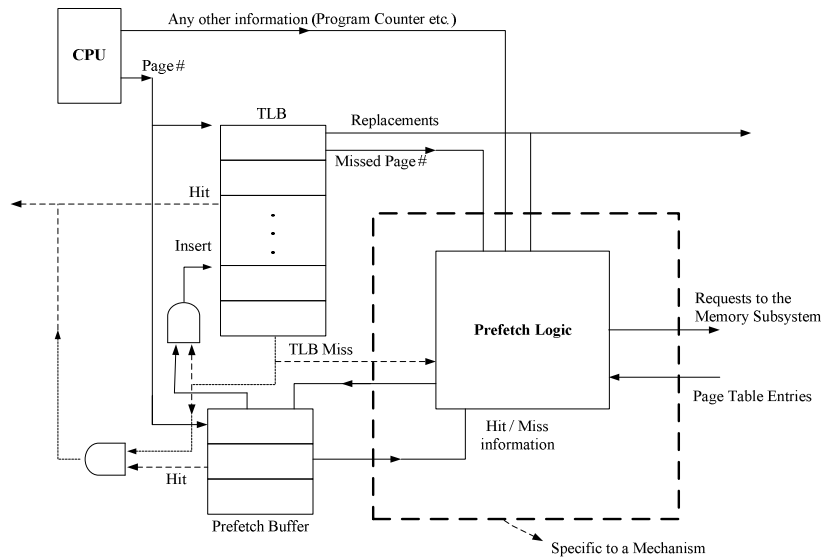 Any other information (Program Counter etc.)
CPU
Page #
TLB
Replacements
Missed Page #
Hit
Insert
Requests to the
Memory Subsystem
Prefetch Logic
TLB Miss
Page Table Entries
Hit / Miss
information
Hit
Prefetch Buffer
Specific to a Mechanism